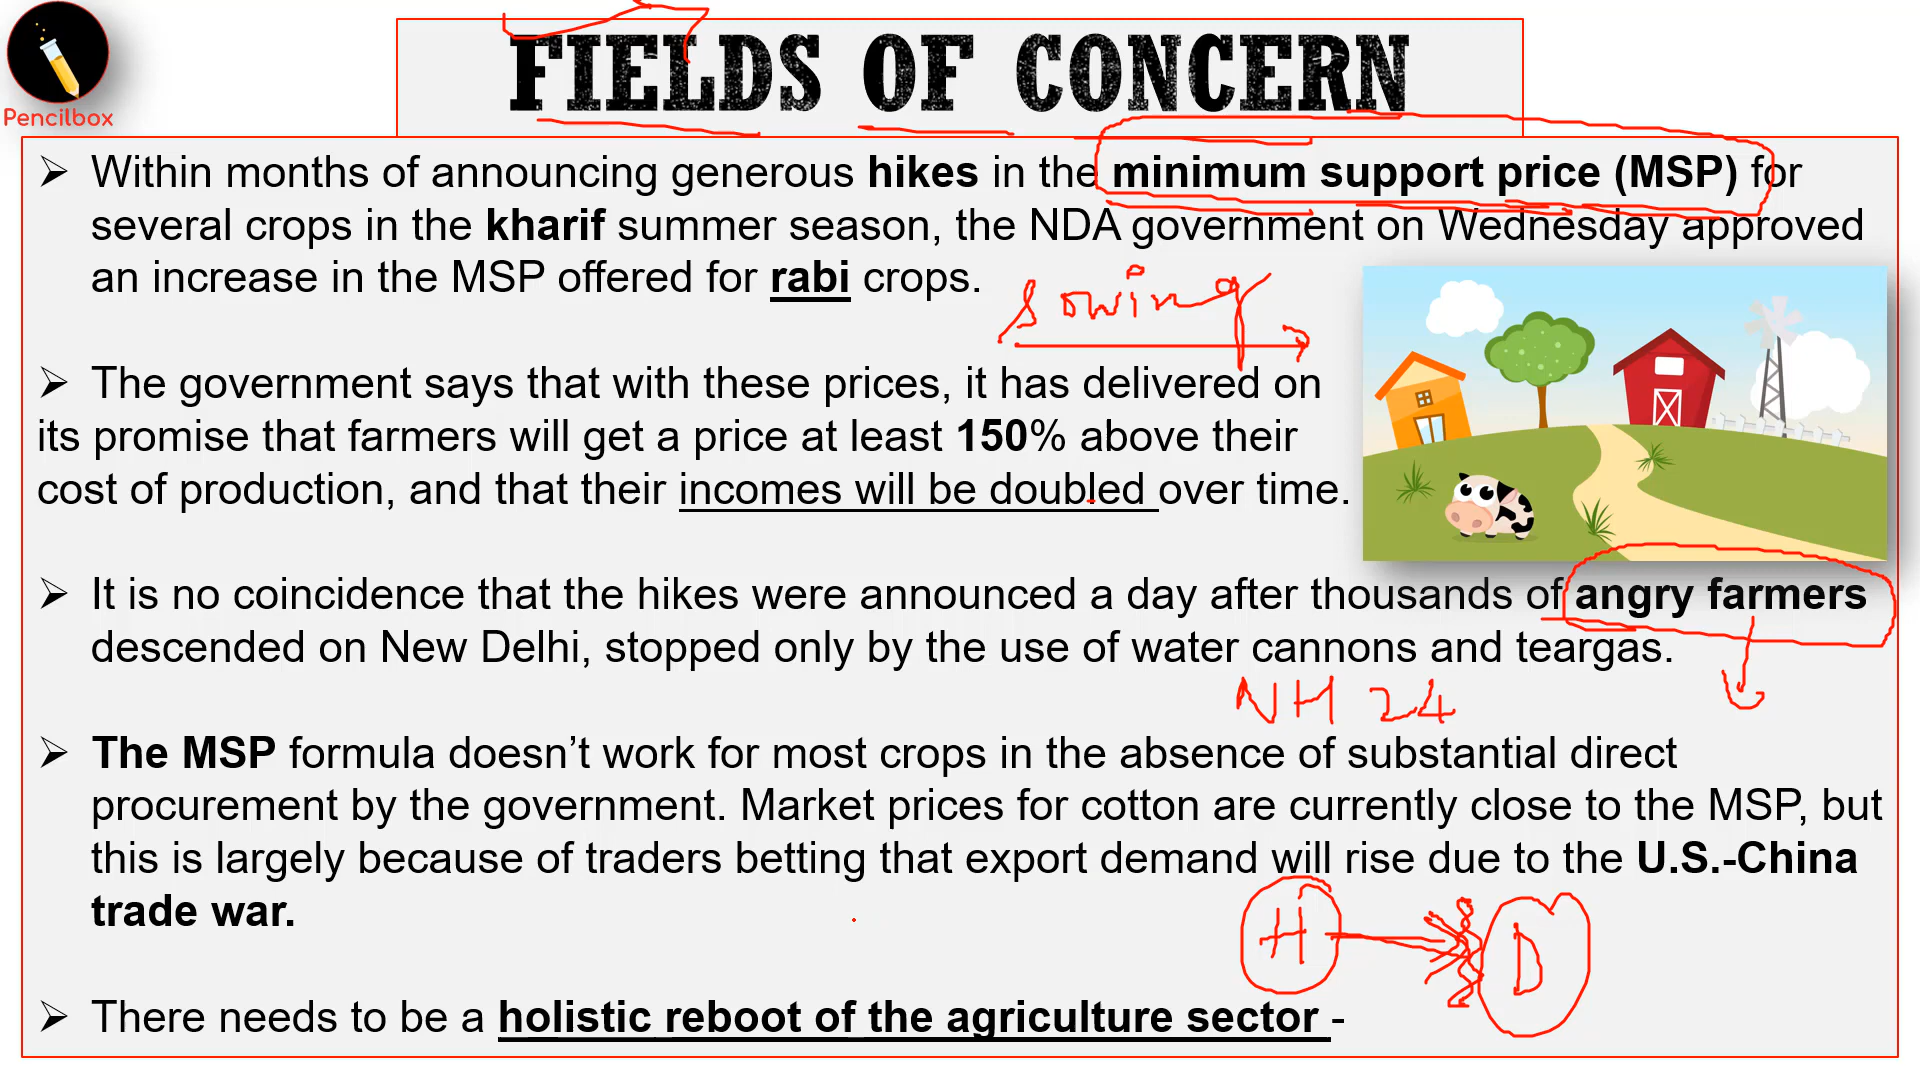 FIELDS OF CONCERN
Pencilbox
➢ Within months of announcing generous hikes in the minimum support price (MSP) for
several crops in the kharif summer season, the NDA government on Wednesday approved
an increase in the MSP offered for rabi crops.
sowing
➢ The government says that with these prices, it has delivered on
its promise that farmers will get a price at least 150% above their
cost of production, and that their incomes will be doubled over time.
➢ It is no coincidence that the hikes were announced a day after thousands of angry farmers
descended on New Delhi, stopped only by the use of water cannons and teargas.
NH 24
➢ The MSP formula doesn’t work for most crops in the absence of substantial direct
procurement by the government. Market prices for cotton are currently close to the MSP, but
this is largely because of traders betting that export demand will rise due to the U.S.-China
trade war.
H D
➢ There needs to be a holistic reboot of the agriculture sector -